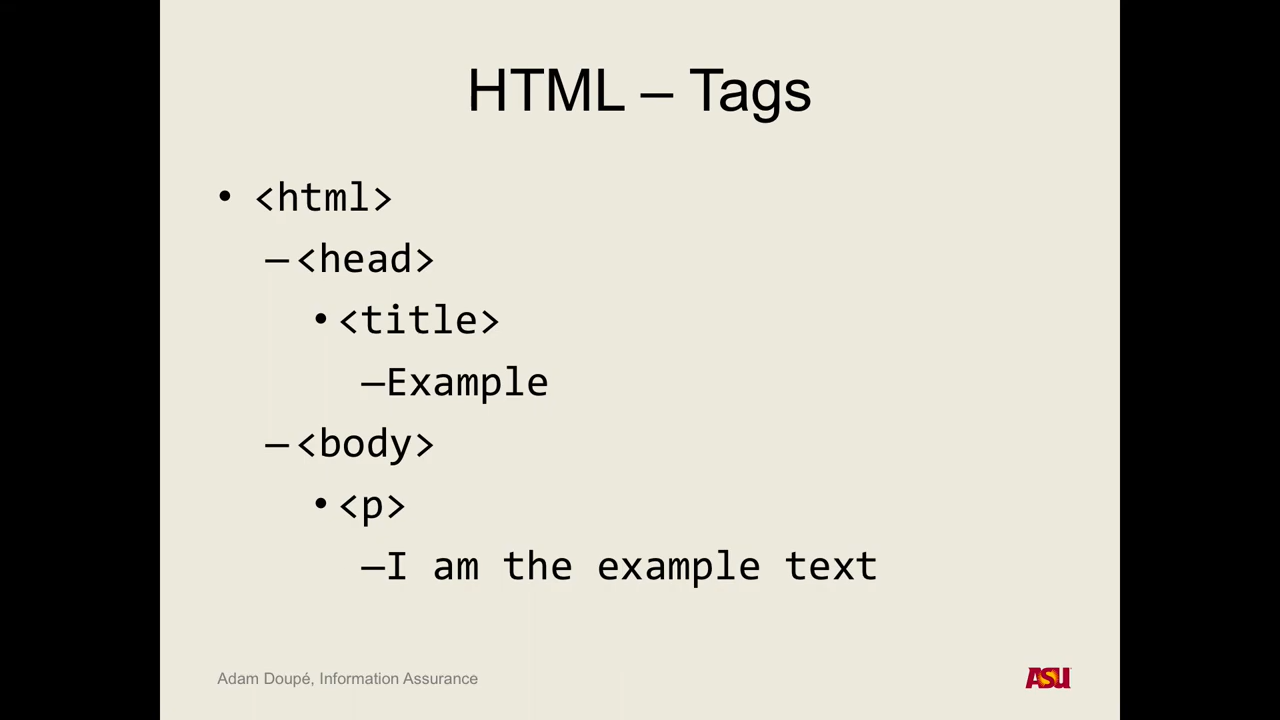 HTML – Tags
• <html>
–<head>
•<title>
–Example
–<body>
•<p>
–I am the example text
Adam Doupé, Information Assurance
ASU